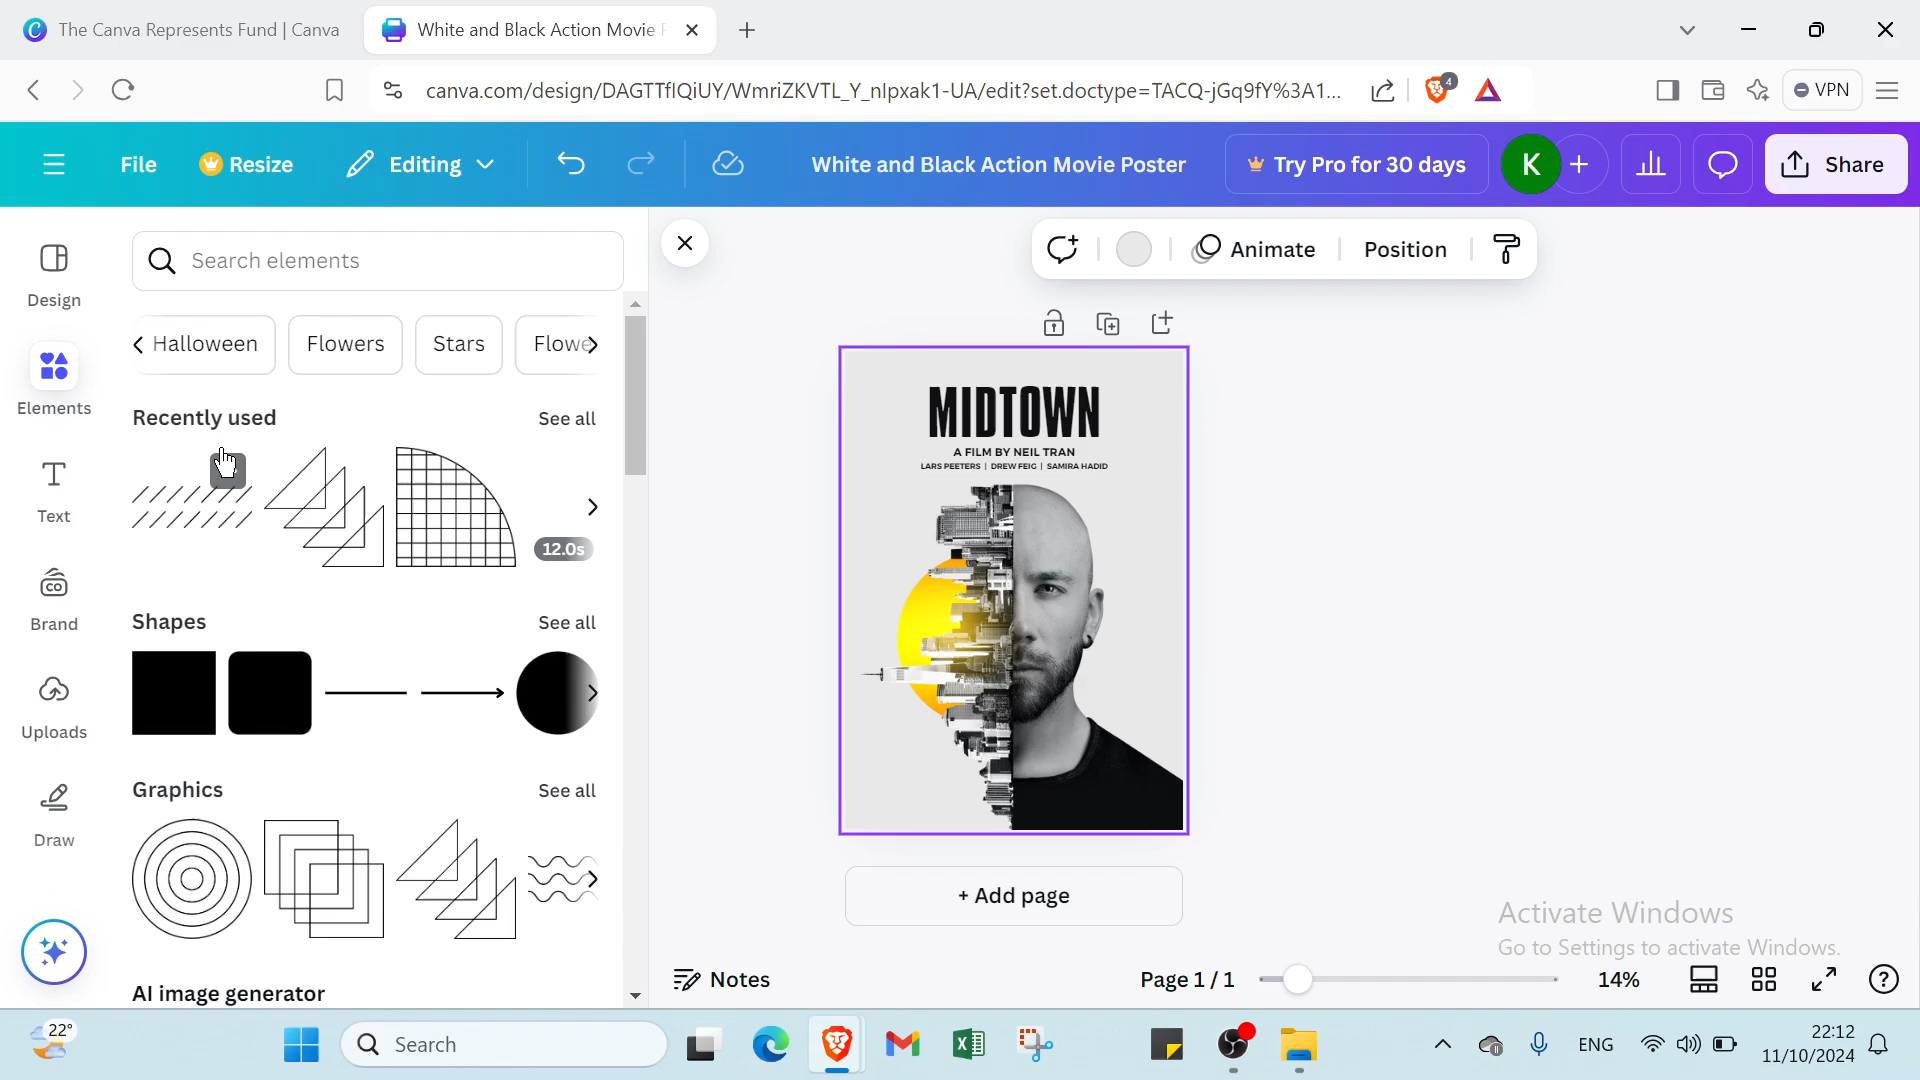 The Canva Represents Fund | Canva
White and Black Action Movie
canva.com/design/DAGTTflQiUY/WmriZKVTL_Y_nlpxak1-UA/edit?set.doctype=TACQ-jGq9fY%3A1...
4
VPN
File
Resize
Editing
White and Black Action Movie Poster
Try Pro for 30 days
K
Share
Design
Elements
Text
Brand
Uploads
Draw
Search elements
Halloween
Flowers
Stars
Flowe
Recently used
See all
12.0s
Shapes
See all
Graphics
See all
AI image generator
Animate
Position
MIDTOWN
A FILM BY NEIL TRAN
LARS PEETERS | DREW FEIG | SAMIRA HADID
+ Add page
Activate Windows
Go to Settings to activate Windows.
Notes
Page 1 / 1
14%
22°
Search
ENG
22:12
11/10/2024